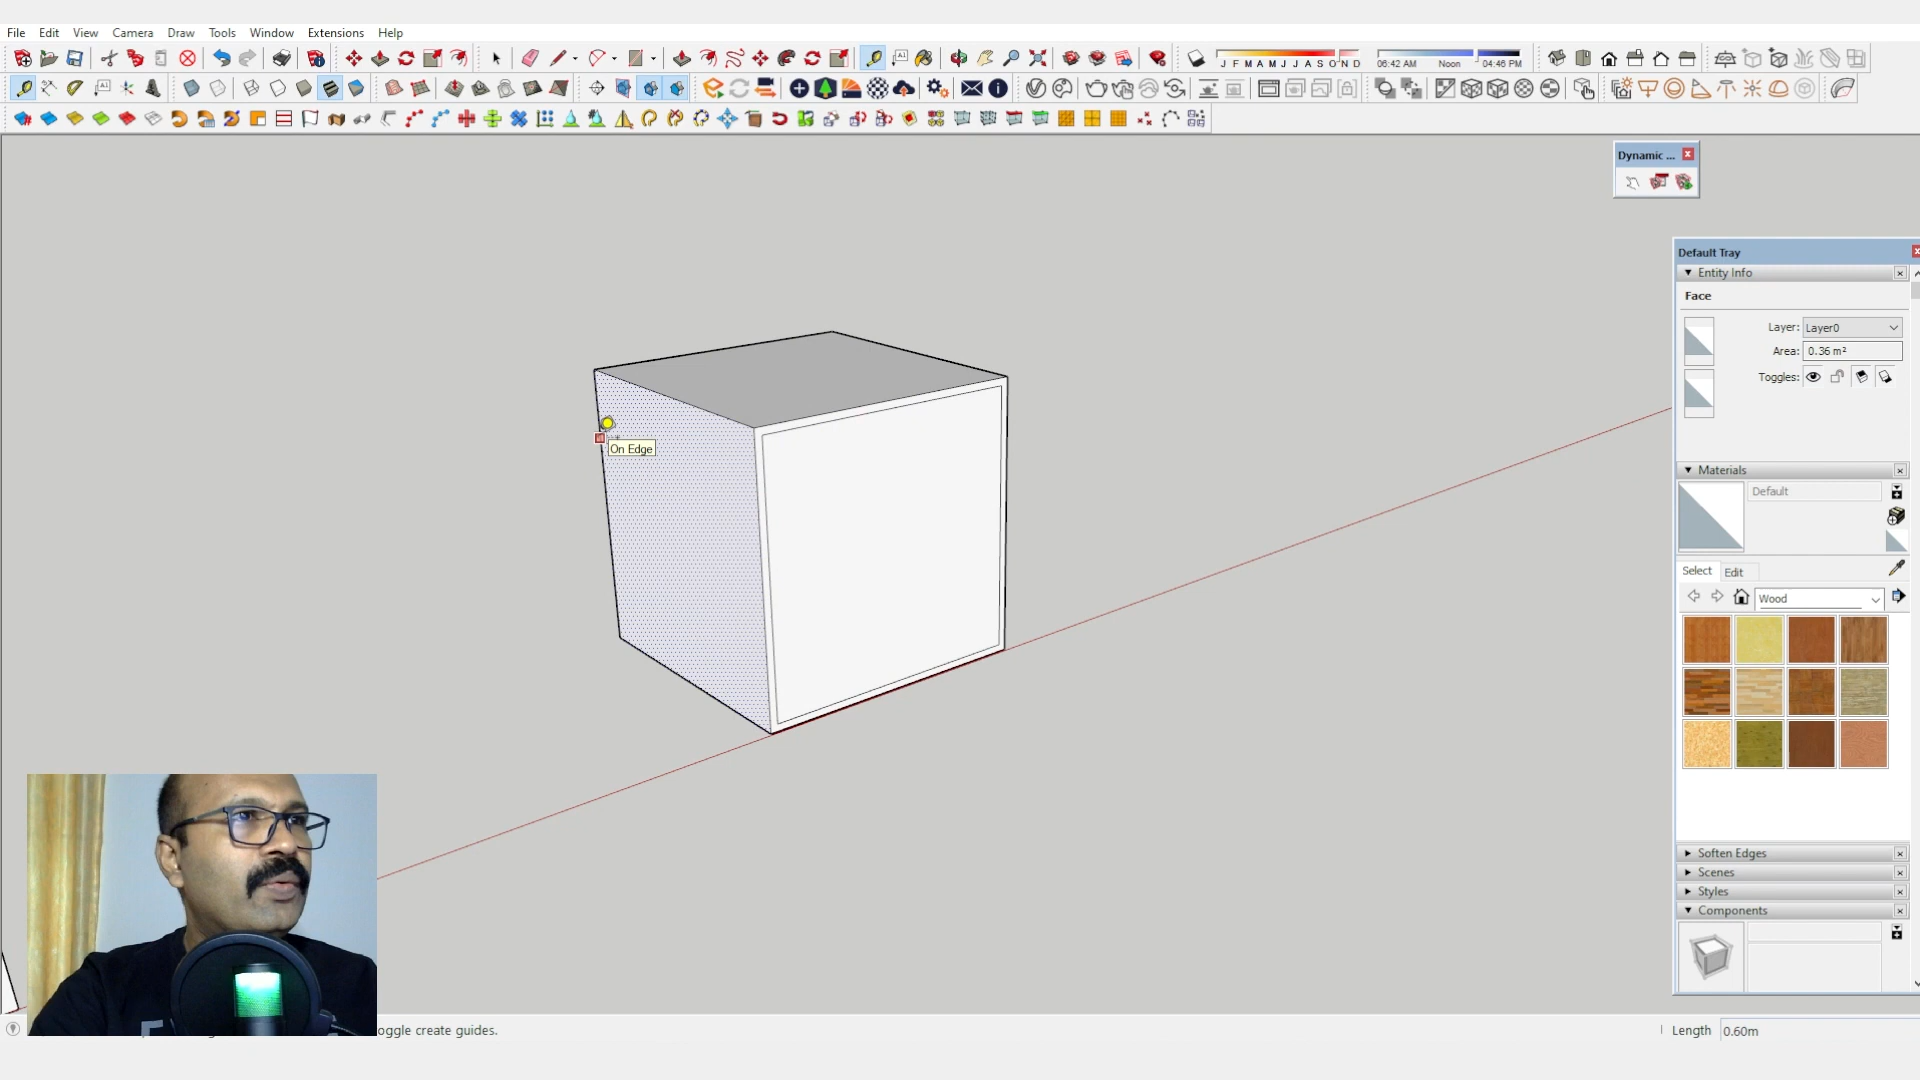 File Edit View Camera Draw Tools Window Extensions Help
J F M A M J J A S O N D
06:42 AM Noon 04:46 PM
Dynamic ...
Default Tray
Entity Info
Face
Layer: Layer0
Area: 0.36 m²
Toggles:
On Edge
Materials
Default
Select Edit
Wood
Soften Edges
Scenes
Styles
Components
oggle create guides.
Length 0.60m